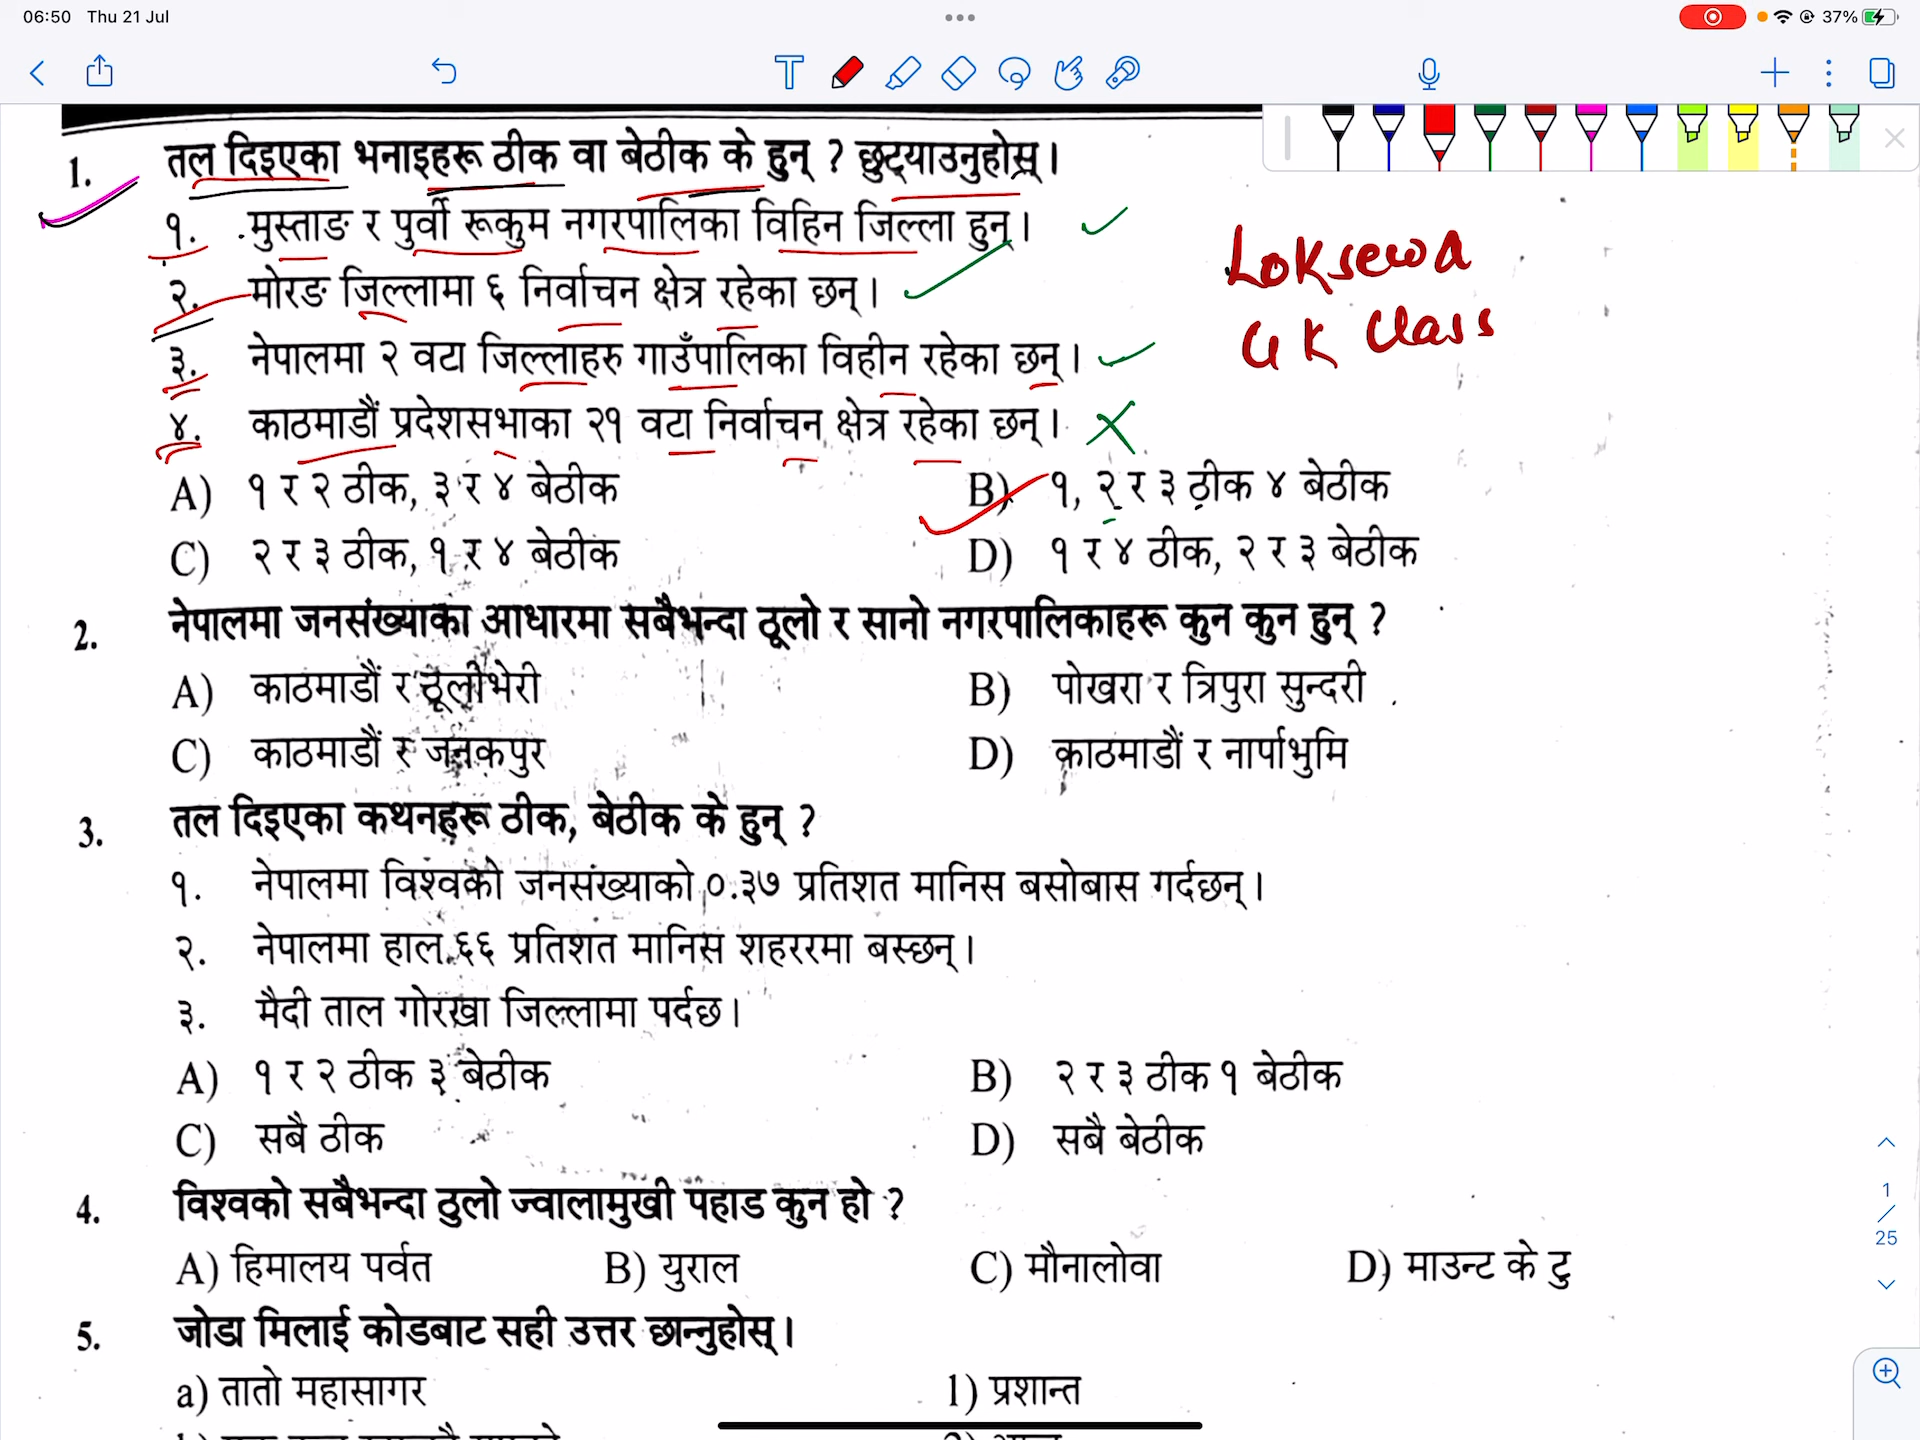 06:50 Thu 21 Jul
37%
1. तल दिइएका भनाइहरू ठीक वा बेठीक के हुन् ? छुट्याउनुहोस् ।
१. मुस्ताङ र पुर्वी रूकुम नगरपालिका विहिन जिल्ला हुन् ।
२. मोरङ जिल्लामा ६ निर्वाचन क्षेत्र रहेका छन् ।
३. नेपालमा २ वटा जिल्लाहरु गाउँपालिका विहीन रहेका छन् ।
४. काठमाडौं प्रदेशसभाका २१ वटा निर्वाचन क्षेत्र रहेका छन् ।
Loksewa
GK Class
A) १ र २ ठीक, ३ र ४ बेठीक B) १, २ र ३ ठीक ४ बेठीक
C) २ र ३ ठीक, १ र ४ बेठीक D) १ र ४ ठीक, २ र ३ बेठीक
2. नेपालमा जनसंख्याका आधारमा सबैभन्दा ठूलो र सानो नगरपालिकाहरू कुन कुन हुन् ?
A) काठमाडौं र ठूलीभेरी B) पोखरा र त्रिपुरा सुन्दरी
C) काठमाडौं र जनकपुर D) काठमाडौं र नार्पाभुमि
3. तल दिइएका कथनहरू ठीक, बेठीक के हुन् ?
१. नेपालमा विश्वको जनसंख्याको ०.३७ प्रतिशत मानिस बसोबास गर्दछन् ।
२. नेपालमा हाल ६६ प्रतिशत मानिस शहररमा बस्छन् ।
३. मैदी ताल गोरखा जिल्लामा पर्दछ ।
A) १ र २ ठीक ३ बेठीक B) २ र ३ ठीक १ बेठीक
C) सबै ठीक D) सबै बेठीक
4. विश्वको सबैभन्दा ठुलो ज्वालामुखी पहाड कुन हो ?
A) हिमालय पर्वत B) युराल C) मौनालोवा D) माउन्ट के टु
5. जोडा मिलाई कोडबाट सही उत्तर छान्नुहोस् ।
a) तातो महासागर 1) प्रशान्त
1
/
25